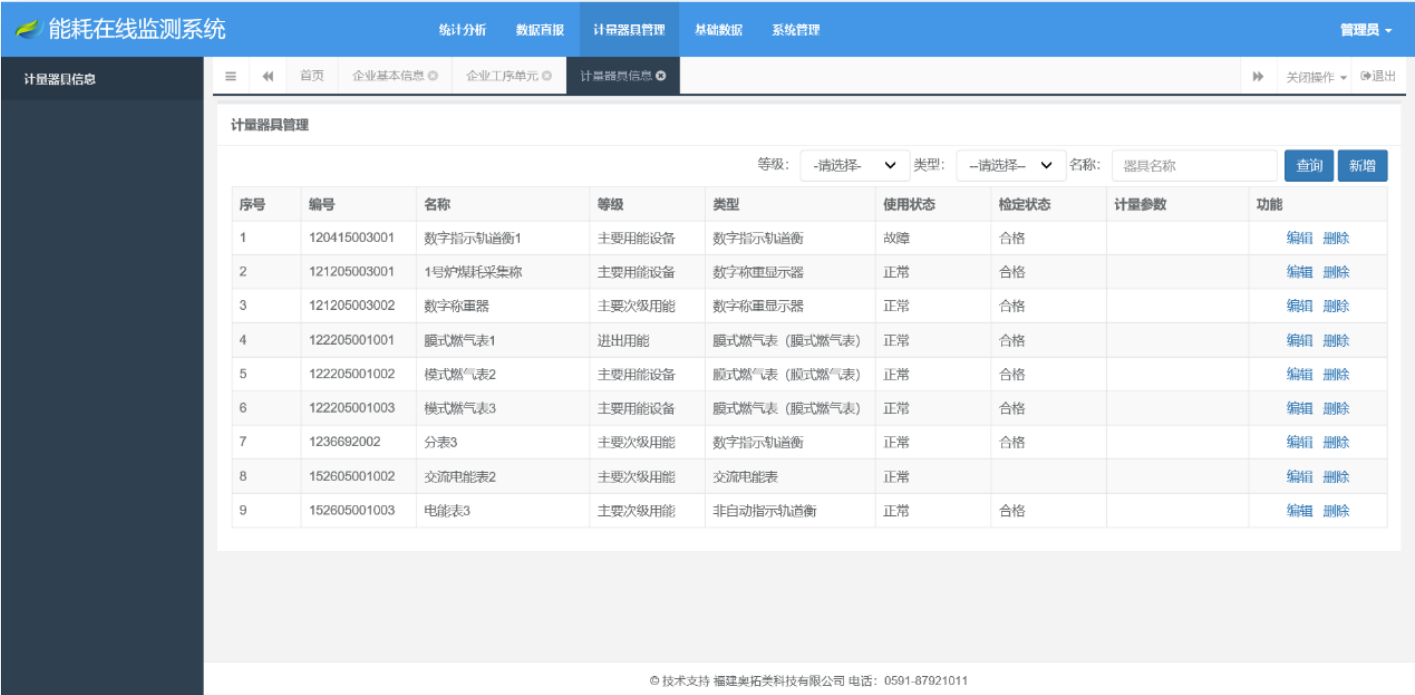 能耗在线监测系统 统计分析 数据直报 计量器具管理 基础数据 系统管理 管理员
计量器具信息 首页 企业基本信息 企业工序单元 计量器具信息 关闭操作 退出
计量器具管理
等级： -请选择- 类型： --请选择-- 名称： 器具名称 查询 新增
序号 编号 名称 等级 类型 使用状态 检定状态 计量参数 功能
1 120415003001 数字指示轨道衡1 主要用能设备 数字指示轨道衡 故障 合格 编辑 删除
2 121205003001 1号炉煤耗采集称 主要用能设备 数字称重显示器 正常 合格 编辑 删除
3 121205003002 数字称重器 主要次级用能 数字称重显示器 正常 合格 编辑 删除
4 122205001001 膜式燃气表1 进出用能 膜式燃气表（膜式燃气表） 正常 合格 编辑 删除
5 122205001002 模式燃气表2 主要用能设备 膜式燃气表（膜式燃气表） 正常 合格 编辑 删除
6 122205001003 模式燃气表3 主要用能设备 膜式燃气表（膜式燃气表） 正常 合格 编辑 删除
7 1236692002 分表3 主要次级用能 数字指示轨道衡 正常 合格 编辑 删除
8 152605001002 交流电能表2 主要次级用能 交流电能表 正常 编辑 删除
9 152605001003 电能表3 主要次级用能 非自动指示轨道衡 正常 合格 编辑 删除
© 技术支持 福建奥拓美科技有限公司 电话：0591-87921011